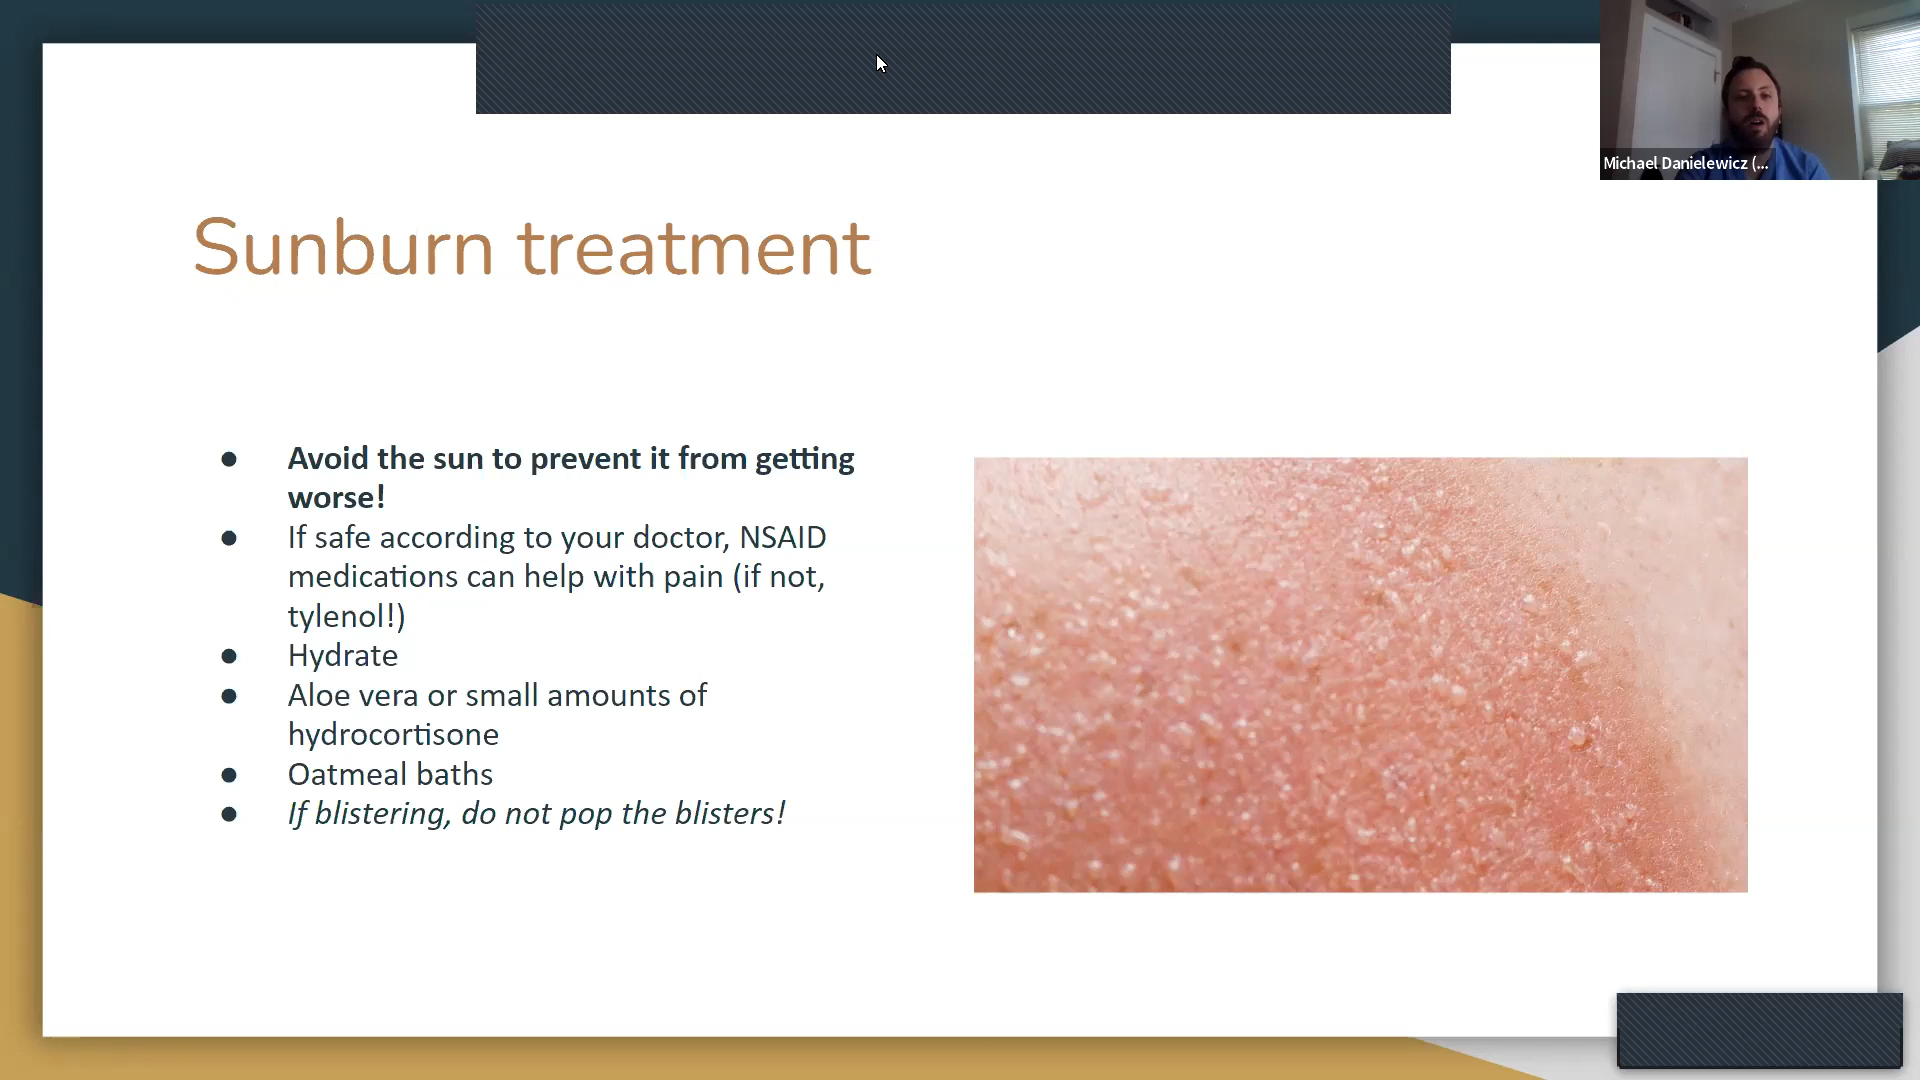 Michael Danielewicz (...
Sunburn treatment
● Avoid the sun to prevent it from getting
worse!
● If safe according to your doctor, NSAID
medications can help with pain (if not,
tylenol!)
● Hydrate
● Aloe vera or small amounts of
hydrocortisone
● Oatmeal baths
● If blistering, do not pop the blisters!